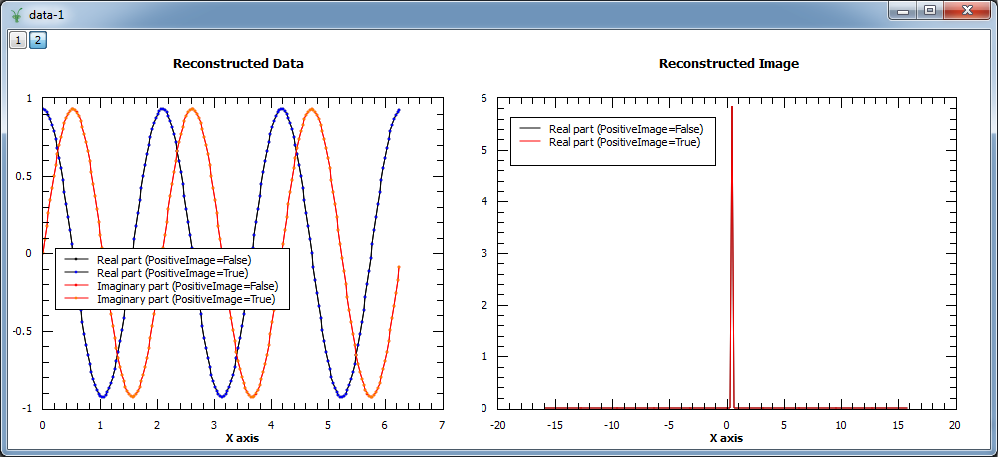 data-1
1 2
Reconstructed Data
1
0.5
0
-0.5
-1
Real part (PositiveImage=False)
Real part (PositiveImage=True)
Imaginary part (PositiveImage=False)
Imaginary part (PositiveImage=True)
0 1 2 3 4 5 6 7
X axis
Reconstructed Image
6
5
4
3
2
1
0
Real part (PositiveImage=False)
Real part (PositiveImage=True)
-20 -15 -10 -5 0 5 10 15 20
X axis